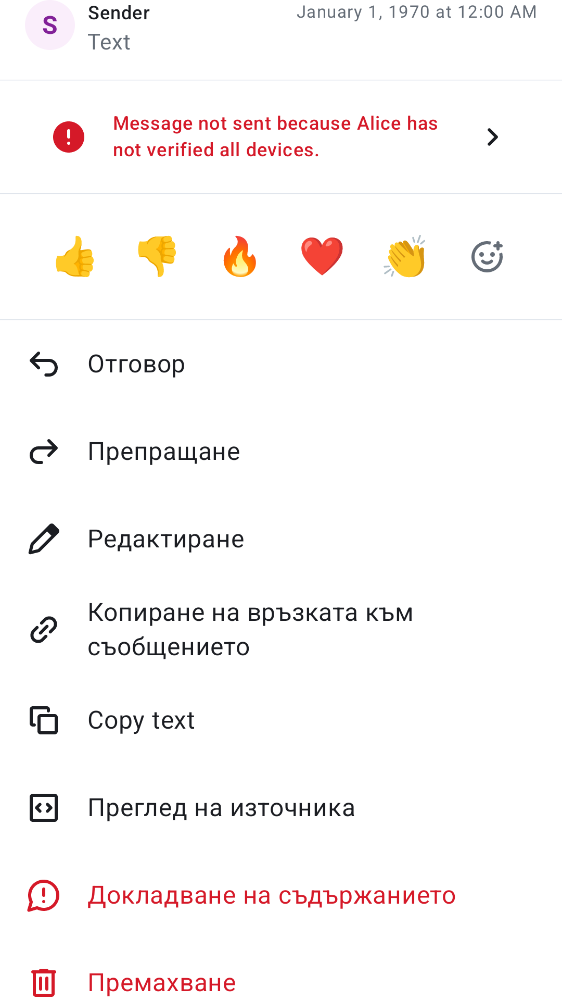 S
Sender
January 1, 1970 at 12:00 AM
Text
Message not sent because Alice has
not verified all devices.
Отговор
Препращане
Редактиране
Копиране на връзката към
съобщението
Copy text
Преглед на източника
Докладване на съдържанието
Премахване